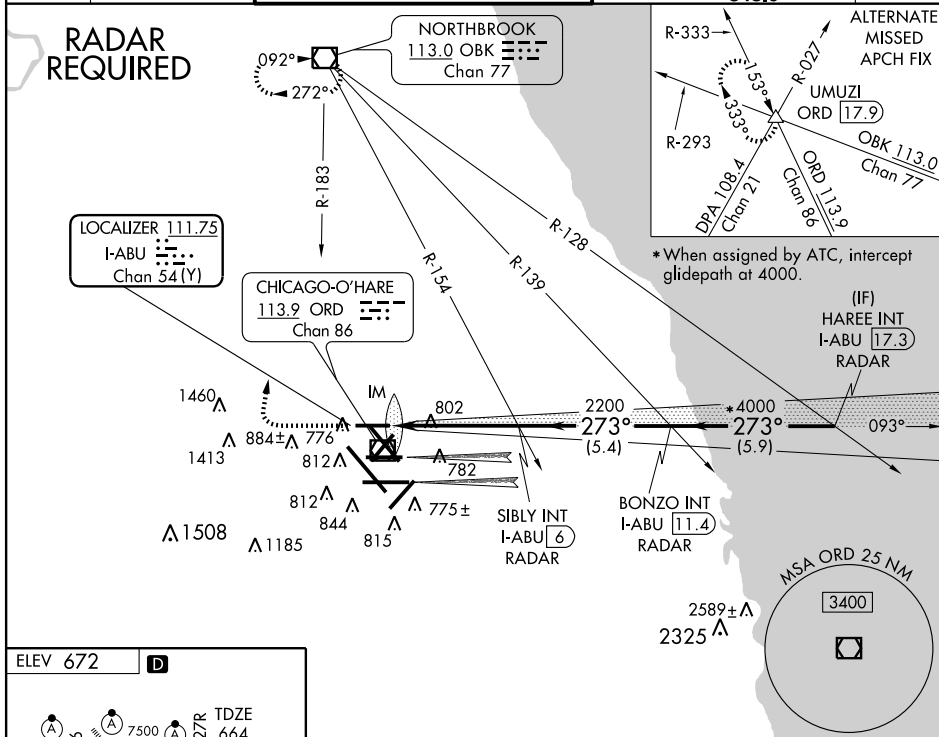 RADAR
REQUIRED
NORTHBROOK
113.0 OBK
Chan 77
092°
272°
R-183
R-154
R-139
R-128
ALTERNATE
MISSED
APCH FIX
R-333
R-027
153°
333°
UMUZI
ORD 17.9
R-293
OBK 113.0
Chan 77
DPA 108.4
Chan 21
ORD 113.9
Chan 86
*When assigned by ATC, intercept
glidepath at 4000.
LOCALIZER 111.75
I-ABU
Chan 54 (Y)
CHICAGO-O'HARE
113.9 ORD
Chan 86
(IF)
HAREE INT
I-ABU 17.3
RADAR
IM
1460
802
2200
*4000
1413
884±
776
273°
273°
093°
(5.4)
(5.9)
812
782
812
844
815
775±
1508
1185
SIBLY INT
I-ABU 6
RADAR
BONZO INT
I-ABU 11.4
RADAR
2589±
2325
MSA ORD 25 NM
3400
ELEV 672
D
A
A
7500
A
27R
TDZE
664